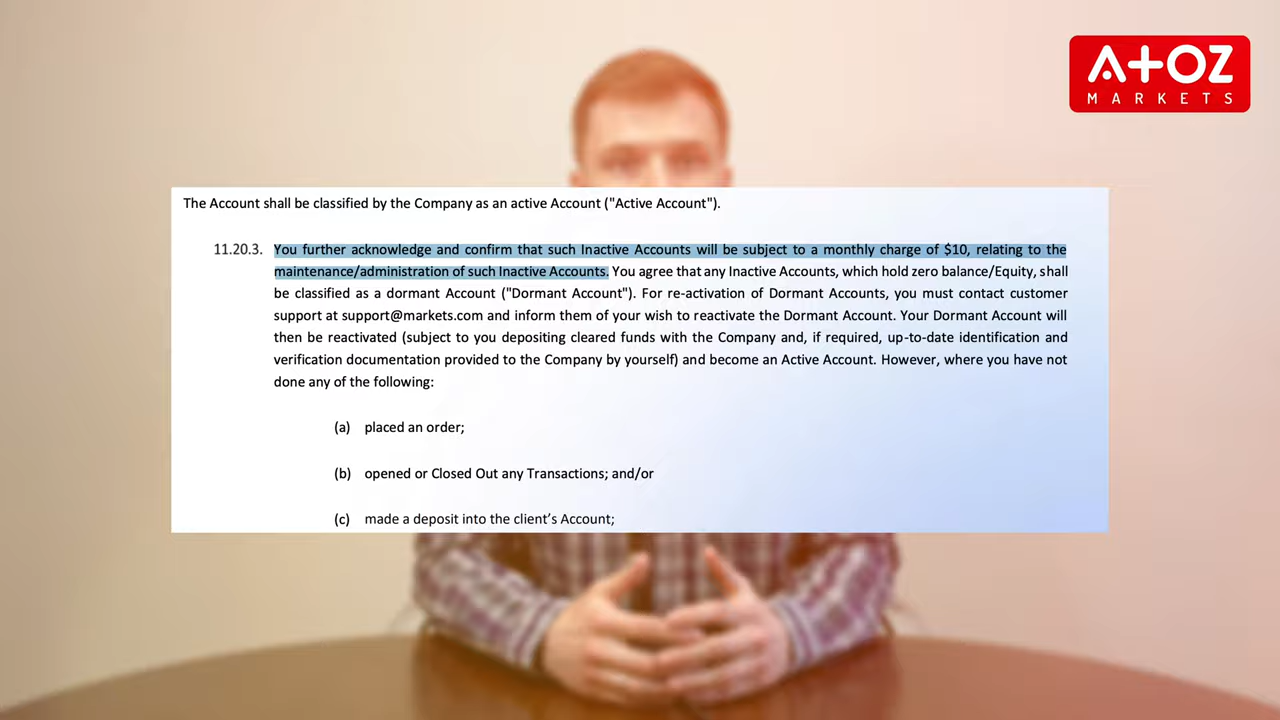 A+OZ
MARKETS
The Account shall be classified by the Company as an active Account ("Active Account").
11.20.3. You further acknowledge and confirm that such Inactive Accounts will be subject to a monthly charge of $10, relating to the
maintenance/administration of such Inactive Accounts. You agree that any Inactive Accounts, which hold zero balance/Equity, shall
be classified as a dormant Account ("Dormant Account"). For re-activation of Dormant Accounts, you must contact customer
support at support@markets.com and inform them of your wish to reactivate the Dormant Account. Your Dormant Account will
then be reactivated (subject to you depositing cleared funds with the Company and, if required, up-to-date identification and
verification documentation provided to the Company by yourself) and become an Active Account. However, where you have not
done any of the following:
(a) placed an order;
(b) opened or Closed Out any Transactions; and/or
(c) made a deposit into the client’s Account;